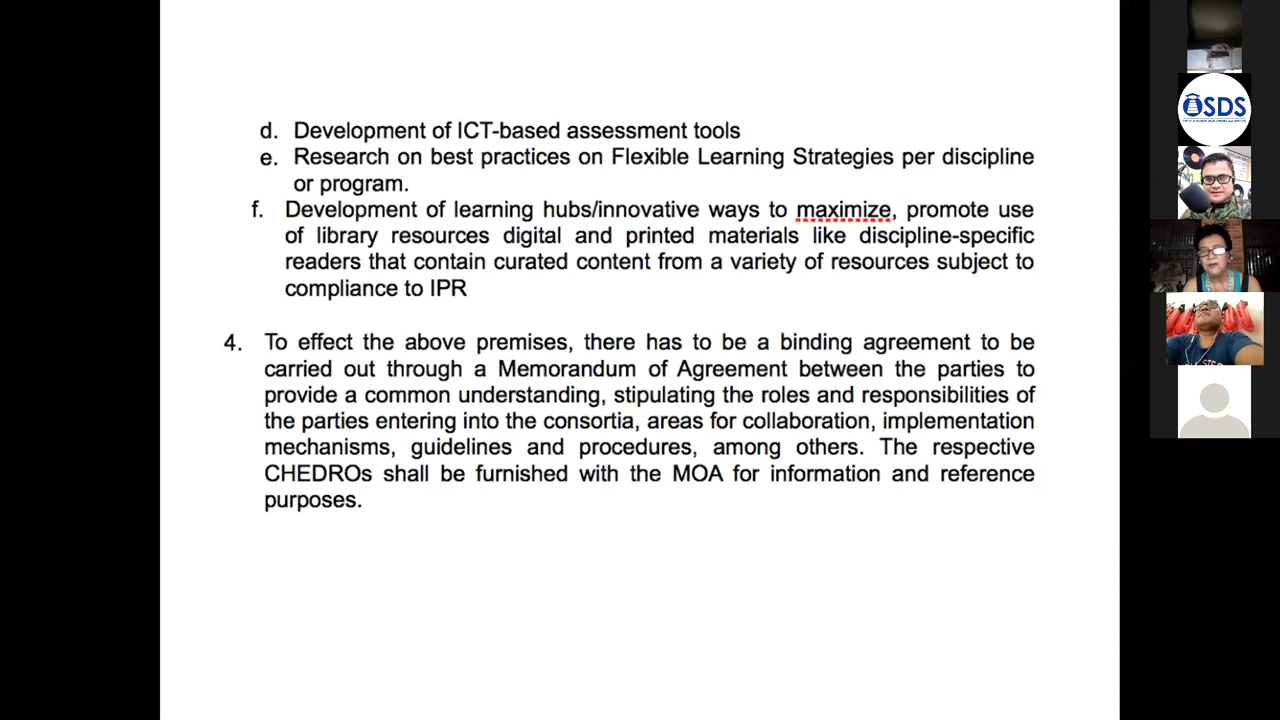 d. Development of ICT-based assessment tools
e. Research on best practices on Flexible Learning Strategies per discipline
or program.
f. Development of learning hubs/innovative ways to maximize, promote use
of library resources digital and printed materials like discipline-specific
readers that contain curated content from a variety of resources subject to
compliance to IPR
4. To effect the above premises, there has to be a binding agreement to be
carried out through a Memorandum of Agreement between the parties to
provide a common understanding, stipulating the roles and responsibilities of
the parties entering into the consortia, areas for collaboration, implementation
mechanisms, guidelines and procedures, among others. The respective
CHEDROs shall be furnished with the MOA for information and reference
purposes.
OSDS